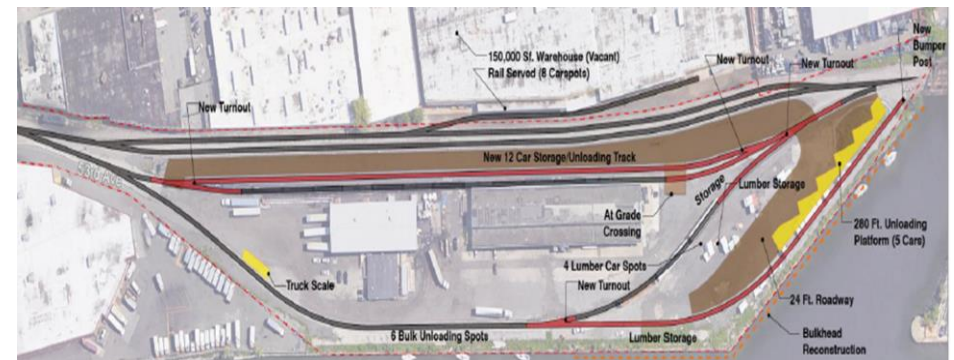 New
Bumper
Post
150,000 Sf. Warehouse (Vacant)
Rail Served (8 Carspots)
New Turnout
New Turnout
New Turnout
New 12 Car Storage/Unloading Track
53rd Ave
Storage
Lumber Storage
At Grade
Crossing
280 Ft. Unloading
Platform (5 Cars)
4 Lumber Car Spots
Truck Scale
New Turnout
24 Ft. Roadway
6 Bulk Unloading Spots
Lumber Storage
Bulkhead
Reconstruction